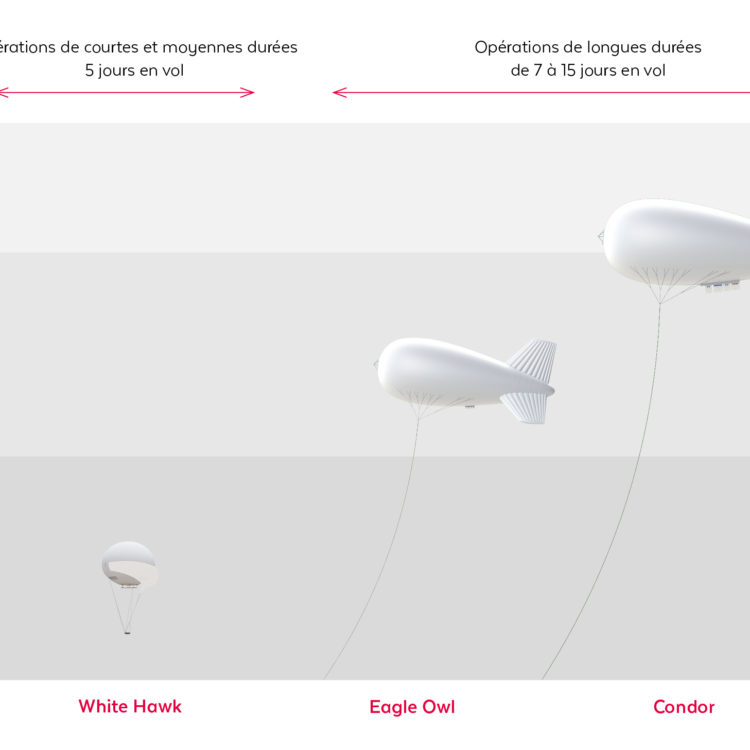 érations de courtes et moyennes durées
5 jours en vol
Opérations de longues durées
de 7 à 15 jours en vol
White Hawk
Eagle Owl
Condor